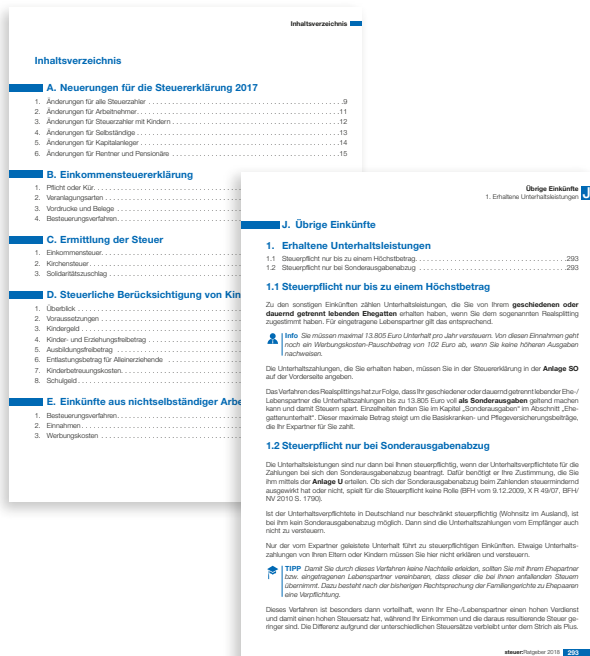 Inhaltsverzeichnis
Inhaltsverzeichnis
A. Neuerungen für die Steuererklärung 2017
1. Änderungen für alle Steuerzahler . . . . . . . . . . . . . . . . . . . . 9
2. Änderungen für Arbeitnehmer. . . . . . . . . . . . . . . . . . . . 11
3. Änderungen für Steuerzahler mit Kindern . . . . . . . . . . . . . . . . . . . . 12
4. Änderungen für Selbständige . . . . . . . . . . . . . . . . . . . . 13
5. Änderungen für Kapitalanleger . . . . . . . . . . . . . . . . . . . . 14
6. Änderungen für Rentner und Pensionäre . . . . . . . . . . . . . . . . . . . . 15
B. Einkommensteuererklärung
1. Pflicht oder Kür. . . . . . . . . . . . . . . . . . . .
2. Veranlagungsarten . . . . . . . . . . . . . . . . . . . .
3. Vordrucke und Belege . . . . . . . . . . . . . . . . . . . .
4. Besteuerungsverfahren. . . . . . . . . . . . . . . . . . . .
C. Ermittlung der Steuer
1. Einkommensteuer. . . . . . . . . . . . . . . . . . . .
2. Kirchensteuer . . . . . . . . . . . . . . . . . . . .
3. Solidaritätszuschlag . . . . . . . . . . . . . . . . . . . .
D. Steuerliche Berücksichtigung von Kin
1. Überblick . . . . . . . . . . . . . . . . . . . .
2. Voraussetzungen . . . . . . . . . . . . . . . . . . . .
3. Kindergeld . . . . . . . . . . . . . . . . . . . .
4. Kinder- und Erziehungsfreibetrag . . . . . . . . . . . . . . . . . . . .
5. Ausbildungsfreibetrag . . . . . . . . . . . . . . . . . . . .
6. Entlastungsbetrag für Alleinerziehende . . . . . . . . . . . . . . . . . . . .
7. Kinderbetreuungskosten. . . . . . . . . . . . . . . . . . . .
8. Schulgeld . . . . . . . . . . . . . . . . . . . .
E. Einkünfte aus nichtselbständiger Arbe
1. Besteuerungsverfahren. . . . . . . . . . . . . . . . . . . .
2. Einnahmen. . . . . . . . . . . . . . . . . . . .
3. Werbungskosten . . . . . . . . . . . . . . . . . . . .
Übrige Einkünfte
1. Erhaltene Unterhaltsleistungen
J
J. Übrige Einkünfte
1. Erhaltene Unterhaltsleistungen
1.1 Steuerpflicht nur bis zu einem Höchstbetrag. . . . . . . . . . . . . . . . . . . . 293
1.2 Steuerpflicht nur bei Sonderausgabenabzug . . . . . . . . . . . . . . . . . . . . 293
1.1 Steuerpflicht nur bis zu einem Höchstbetrag
Zu den sonstigen Einkünften zählen Unterhaltsleistungen, die Sie von Ihrem geschiedenen oder
dauernd getrennt lebenden Ehegatten erhalten haben, wenn Sie dem sogenannten Realsplitting
zugestimmt haben. Für eingetragene Lebenspartner gilt das entsprechend.
Info Sie müssen maximal 13.805 Euro Unterhalt pro Jahr versteuern. Von diesen Einnahmen geht
noch ein Werbungskosten-Pauschbetrag von 102 Euro ab, wenn Sie keine höheren Ausgaben
nachweisen.
Die Unterhaltszahlungen, die Sie erhalten haben, müssen Sie in der Steuererklärung in der Anlage SO
auf der Vorderseite angeben.
Das Verfahren des Realsplittings hat zur Folge, dass Ihr geschiedener oder dauernd getrennt lebender Ehe-/
Lebenspartner die Unterhaltszahlungen bis zu 13.805 Euro voll als Sonderausgaben geltend machen
kann und damit Steuern spart. Einzelheiten finden Sie im Kapitel „Sonderausgaben" im Abschnitt „Ehe-
gattenunterhalt". Dieser maximale Betrag steigt um die Basiskranken- und Pflegeversicherungsbeiträge,
die Ihr Expartner für Sie zahlt.
1.2 Steuerpflicht nur bei Sonderausgabenabzug
Die Unterhaltsleistungen sind nur dann bei Ihnen steuerpflichtig, wenn der Unterhaltsverpflichtete für die
Zahlungen bei sich den Sonderausgabenabzug beantragt. Dafür benötigt er Ihre Zustimmung, die Sie
ihm mittels der Anlage U erteilen. Ob sich der Sonderausgabenabzug beim Zahlenden steuermindernd
ausgewirkt hat oder nicht, spielt für die Steuerpflicht keine Rolle (BFH vom 9.12.2009, X R 49/07, BFH/
NV 2010 S. 1790).
Ist der Unterhaltsverpflichtete in Deutschland nur beschränkt steuerpflichtig (Wohnsitz im Ausland), ist
bei ihm kein Sonderausgabenabzug möglich. Dann sind die Unterhaltszahlungen vom Empfänger auch
nicht zu versteuern.
Nur der vom Expartner geleistete Unterhalt führt zu steuerpflichtigen Einkünften. Etwaige Unterhalts-
zahlungen von Ihren Eltern oder Kindern müssen Sie hier nicht erklären und versteuern.
TIPP Damit Sie durch dieses Verfahren keine Nachteile erleiden, sollten Sie mit Ihrem Ehepartner
bzw. eingetragenen Lebenspartner vereinbaren, dass dieser die bei Ihnen anfallenden Steuern
übernimmt. Dazu besteht nach der bisherigen Rechtsprechung der Familiengerichte zu Ehepaaren
eine Verpflichtung.
Dieses Verfahren ist besonders dann vorteilhaft, wenn Ihr Ehe-/Lebenspartner einen hohen Verdienst
und damit einen hohen Steuersatz hat, während Ihr Einkommen und die daraus resultierende Steuer ge-
ringer sind. Die Differenz aufgrund der unterschiedlichen Steuersätze verbleibt unter dem Strich als Plus.
steuer:Ratgeber 2018 293